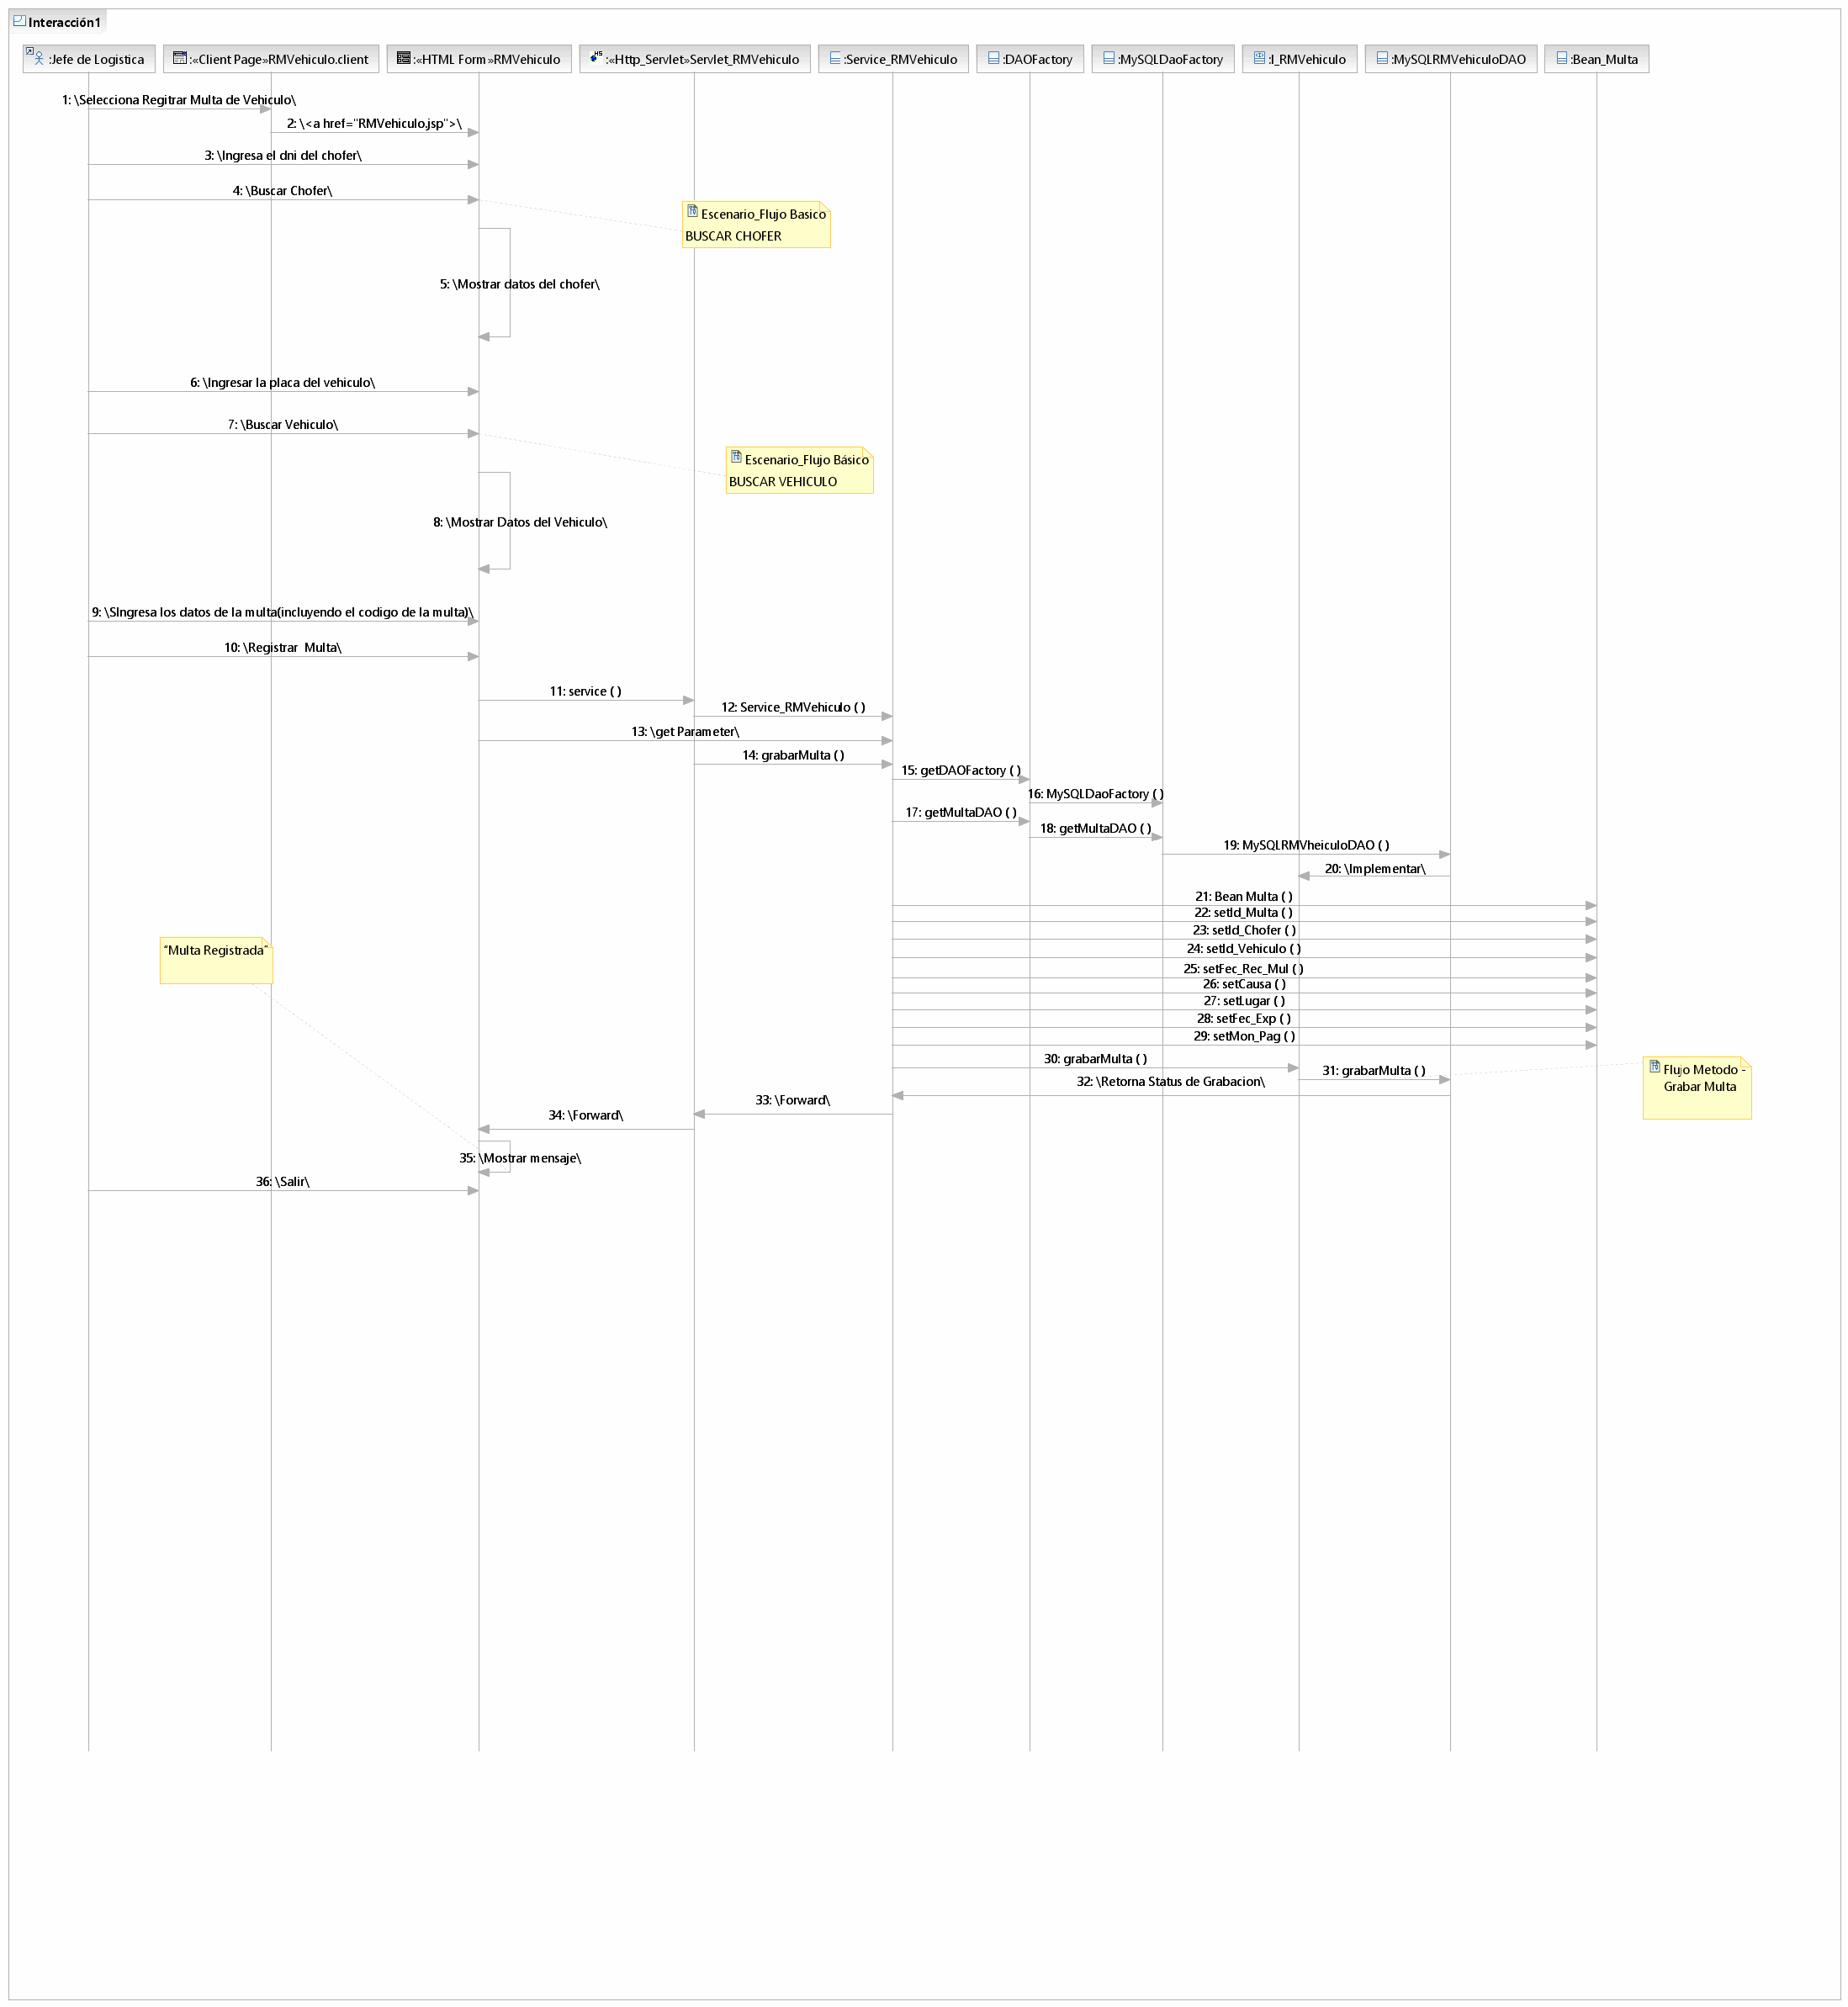 Interacción1
:Jefe de Logistica
:«Client Page»RMVehiculo.client
:«HTML Form»RMVehiculo
:«Http_Servlet»Servlet_RMVehiculo
:Service_RMVehiculo
:DAOFactory
:MySQLDaoFactory
:I_RMVehiculo
:MySQLRMVehiculoDAO
:Bean_Multa
1: \Selecciona Regitrar Multa de Vehiculo\
2: \<a href="RMVehiculo.jsp">\
3: \Ingresa el dni del chofer\
4: \Buscar Chofer\
Escenario_Flujo Basico
BUSCAR CHOFER
5: \Mostrar datos del chofer\
6: \Ingresar la placa del vehiculo\
7: \Buscar Vehiculo\
Escenario_Flujo Básico
BUSCAR VEHICULO
8: \Mostrar Datos del Vehiculo\
9: \SIngresa los datos de la multa(incluyendo el codigo de la multa)\
10: \Registrar  Multa\
11: service ( )
12: Service_RMVehiculo ( )
13: \get Parameter\
14: grabarMulta ( )
15: getDAOFactory ( )
16: MySQLDaoFactory ( )
17: getMultaDAO ( )
18: getMultaDAO ( )
19: MySQLRMVheiculoDAO ( )
20: \Implementar\
21: Bean Multa ( )
22: setId_Multa ( )
23: setId_Chofer ( )
"Multa Registrada"
24: setId_Vehiculo ( )
25: setFec_Rec_Mul ( )
26: setCausa ( )
27: setLugar ( )
28: setFec_Exp ( )
29: setMon_Pag ( )
30: grabarMulta ( )
31: grabarMulta ( )
Flujo Metodo -
Grabar Multa
32: \Retorna Status de Grabacion\
33: \Forward\
34: \Forward\
35: \Mostrar mensaje\
36: \Salir\